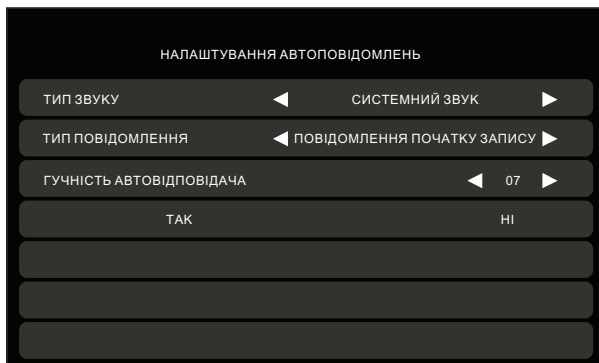 НАЛАШТУВАННЯ АВТОПОВІДОМЛЕНЬ
ТИП ЗВУКУ СИСТЕМНИЙ ЗВУК
ТИП ПОВІДОМЛЕННЯ ПОВІДОМЛЕННЯ ПОЧАТКУ ЗАПИСУ
ГУЧНІСТЬ АВТОВІДПОВІДАЧА 07
ТАК НІ